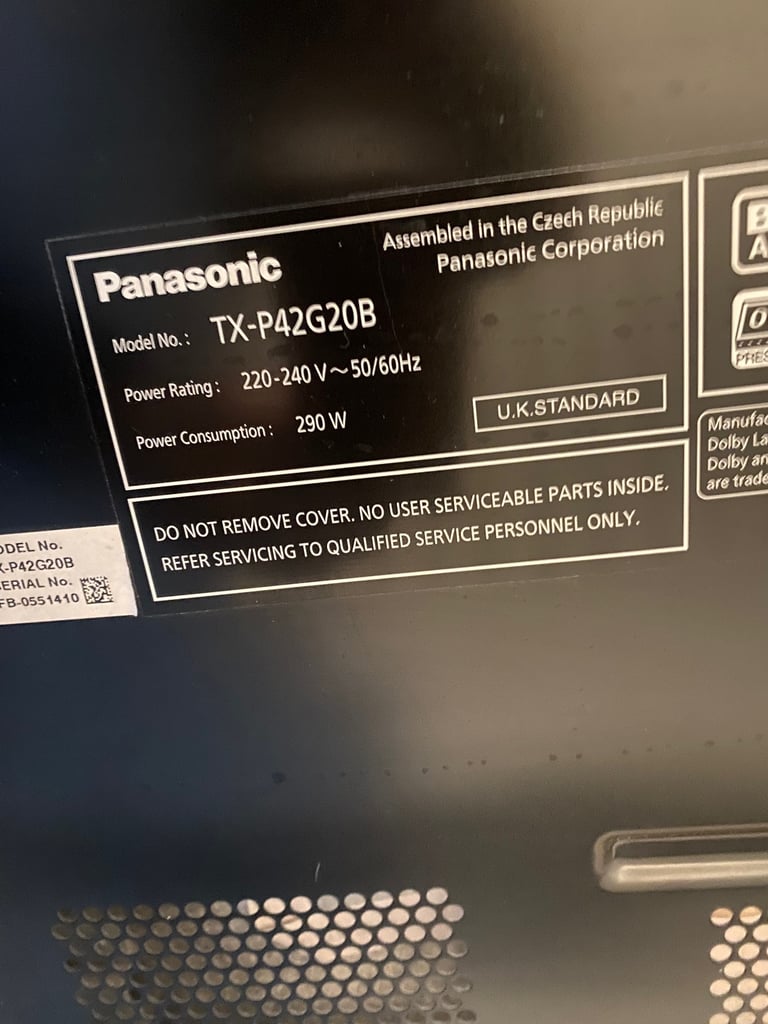 Assembled in the Czech Republic
Panasonic Corporation
Panasonic
Model No.: TX-P42G20B
Power Rating: 220-240 V~50/60Hz
Power Consumption: 290 W
U.K.STANDARD
DO NOT REMOVE COVER. NO USER SERVICEABLE PARTS INSIDE.
REFER SERVICING TO QUALIFIED SERVICE PERSONNEL ONLY.
ODEL No.
X-P42G20B
ERIAL No.
FB-0551410
PRES
Manufac
Dolby La
Dolby an
are trade